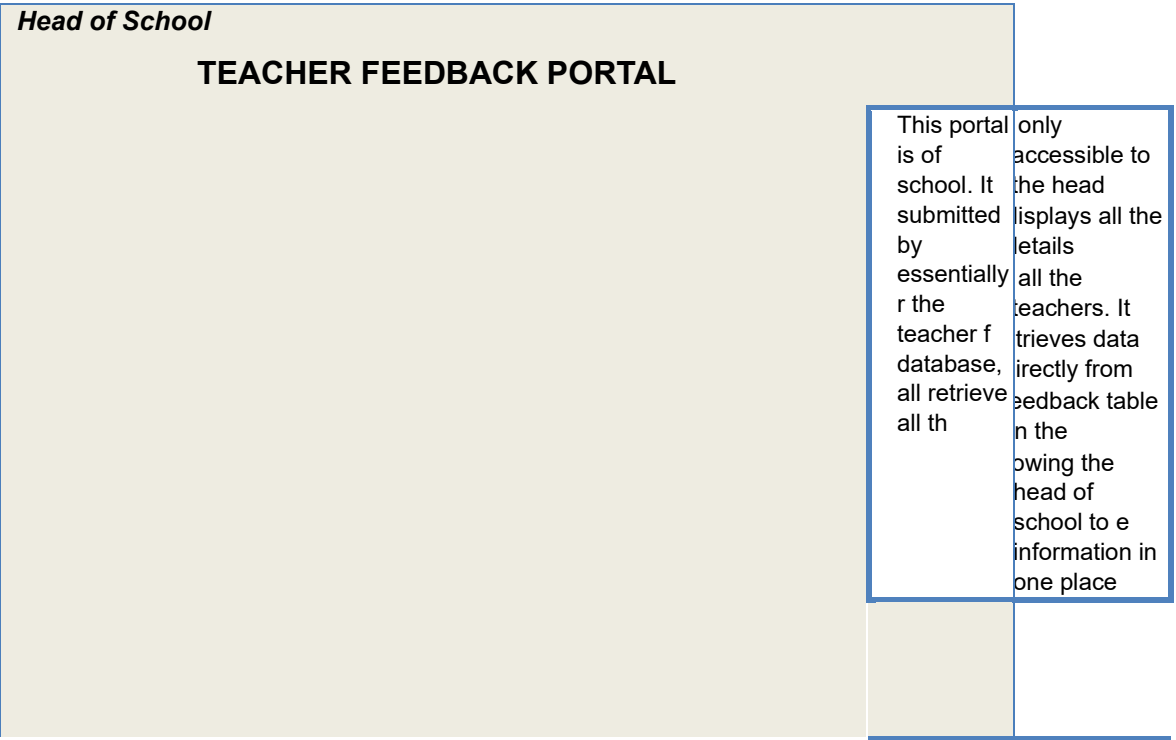 Head of School
TEACHER FEEDBACK PORTAL
This portal
is of
school. It
submitted
by
essentially
r the
teacher f
database,
all retrieve
all th
only
accessible to
the head
lisplays all the
letails
all the
teachers. It
trieves data
irectly from
eedback table
n the
owing the
head of
school to e
information in
one place